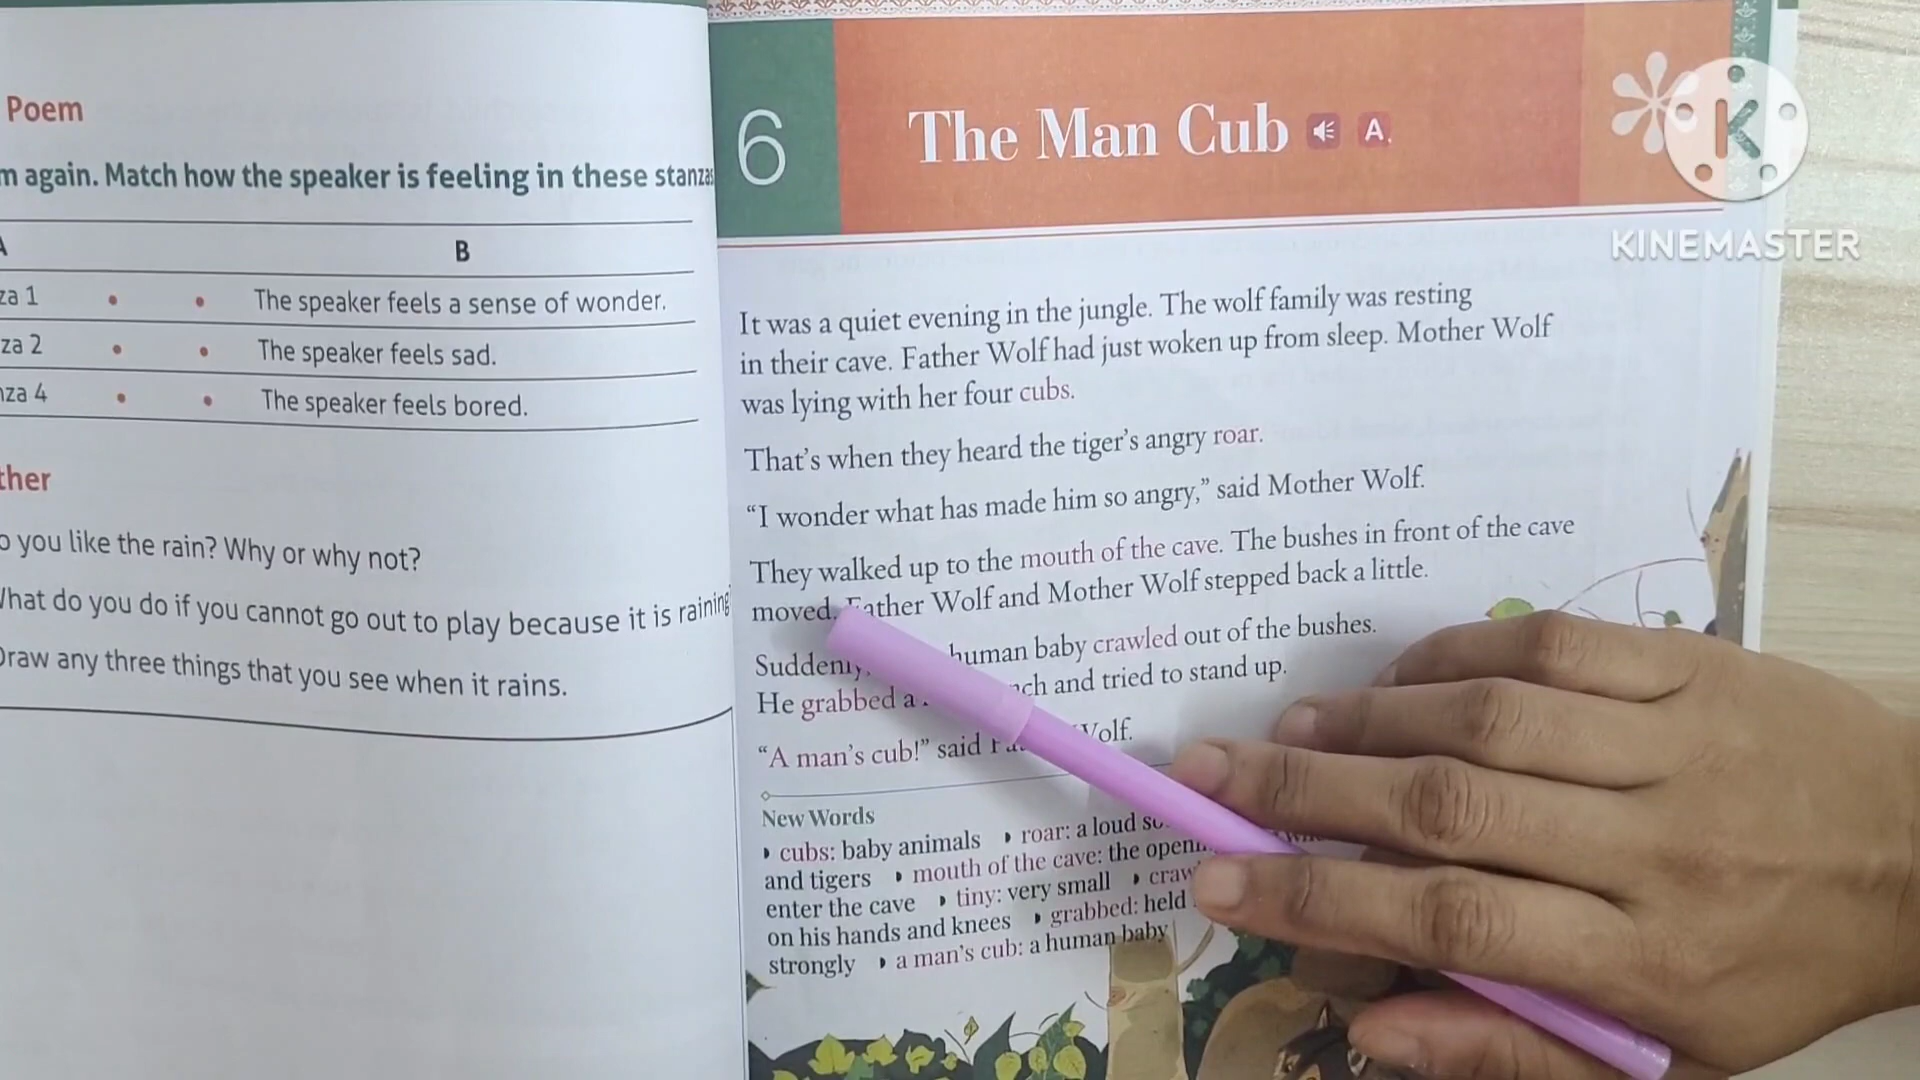 Poem
m again. Match how the speaker is feeling in these stanzas
A B
za 1 The speaker feels a sense of wonder.
za 2 The speaker feels sad.
nza 4 The speaker feels bored.
ther
o you like the rain? Why or why not?
What do you do if you cannot go out to play because it is raining
Draw any three things that you see when it rains.
6
The Man Cub A
K
KINEMASTER
It was a quiet evening in the jungle. The wolf family was resting
in their cave. Father Wolf had just woken up from sleep. Mother Wolf
was lying with her four cubs.
That's when they heard the tiger's angry roar.
“I wonder what has made him so angry,” said Mother Wolf.
They walked up to the mouth of the cave. The bushes in front of the cave
moved. Father Wolf and Mother Wolf stepped back a little.
Suddenly, human baby crawled out of the bushes.
He grabbed a and tried to stand up.
“A man's cub!” said Wolf.
New Words
cubs: baby animals roar: a loud
and tigers mouth of the cave: the
enter the cave tiny: very small
on his hands and knees grabbed: held
strongly a man's cub: a human baby